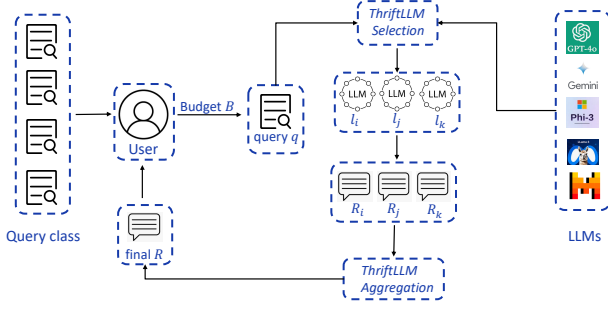 ThriftLLM
Selection
GPT-4o
Gemini
Phi-3
LLM
LLM
LLM
l_i
l_j
l_k
Budget B
User
query q
R_i
R_j
R_k
Query class
final R
ThriftLLM
Aggregation
LLMs